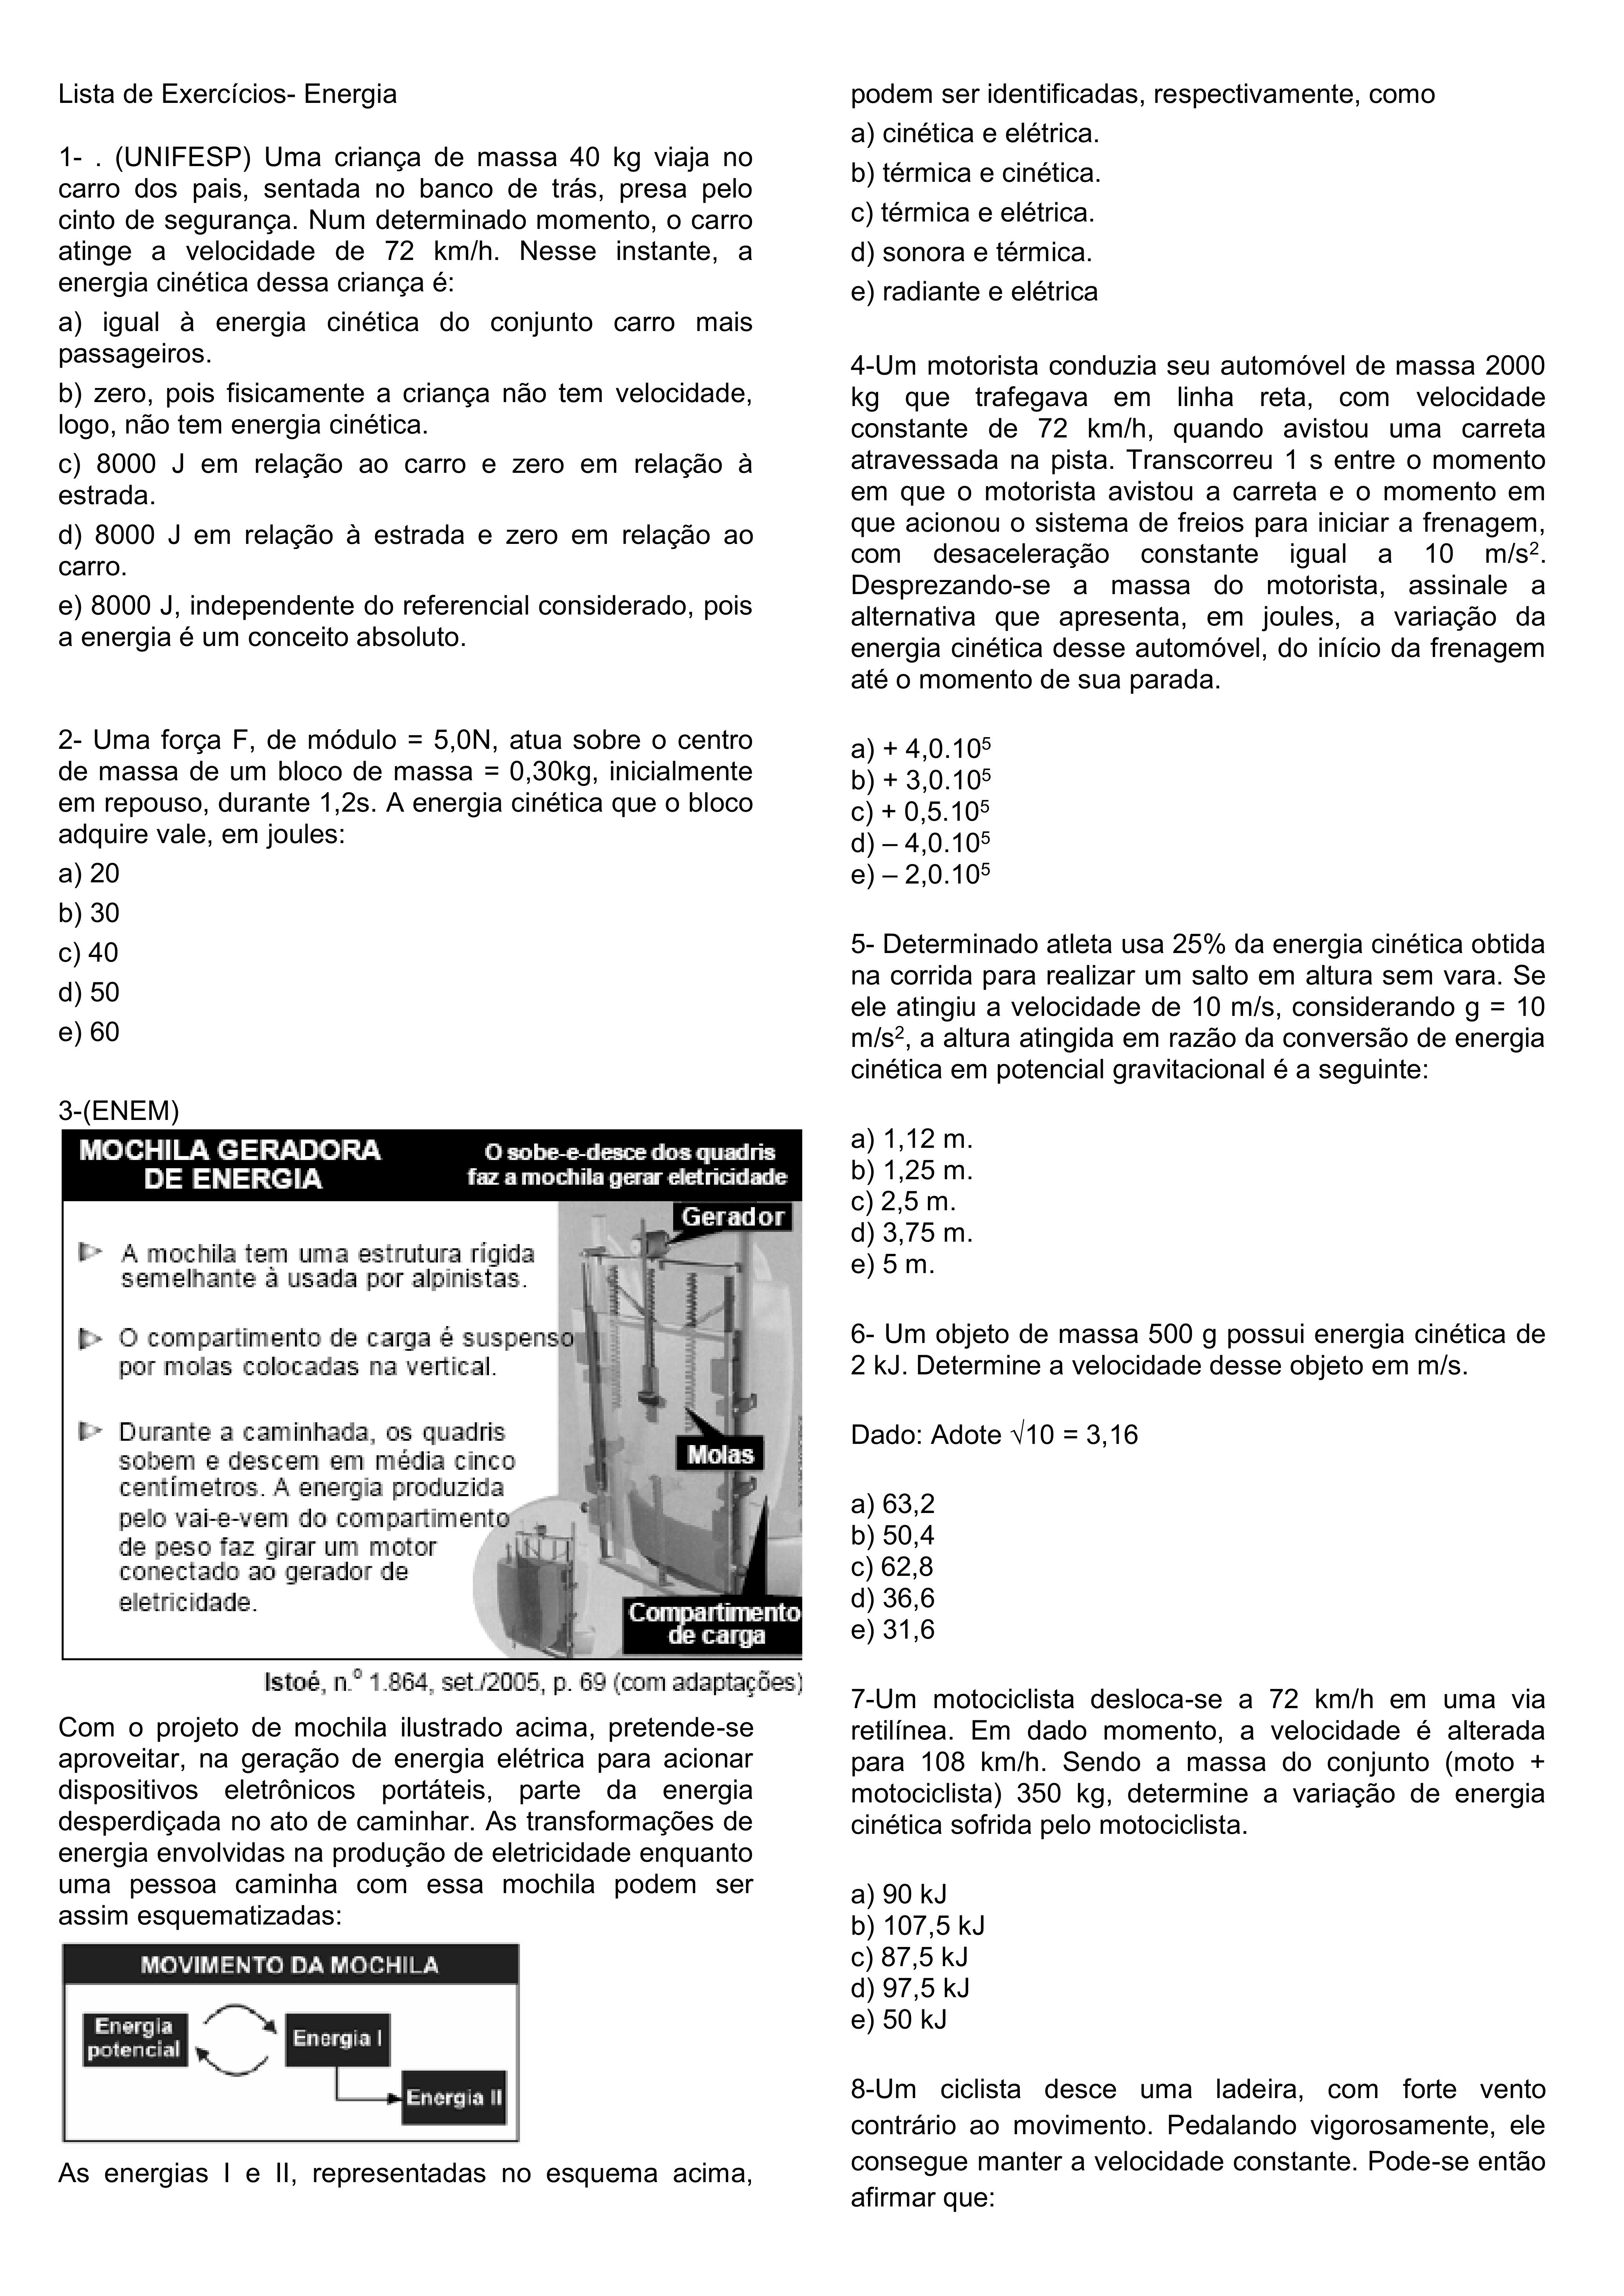 Lista de Exercícios- Energia
1- . (UNIFESP) Uma criança de massa 40 kg viaja no
carro dos pais, sentada no banco de trás, presa pelo
cinto de segurança. Num determinado momento, o carro
atinge a velocidade de 72 km/h. Nesse instante, a
energia cinética dessa criança é:
a) igual à energia cinética do conjunto carro mais
passageiros.
b) zero, pois fisicamente a criança não tem velocidade,
logo, não tem energia cinética.
c) 8000 J em relação ao carro e zero em relação à
estrada.
d) 8000 J em relação à estrada e zero em relação ao
carro.
e) 8000 J, independente do referencial considerado, pois
a energia é um conceito absoluto.
2- Uma força F, de módulo = 5,0N, atua sobre o centro
de massa de um bloco de massa = 0,30kg, inicialmente
em repouso, durante 1,2s. A energia cinética que o bloco
adquire vale, em joules:
a) 20
b) 30
c) 40
d) 50
e) 60
3-(ENEM)
MOCHILA GERADORA
DE ENERGIA
O sobe-e-desce dos quadris
faz a mochila gerar eletricidade
Gerador
A mochila tem uma estrutura rígida
semelhante à usada por alpinistas.
O compartimento de carga é suspenso
por molas colocadas na vertical.
Durante a caminhada, os quadris
sobem e descem em média cinco
centímetros. A energia produzida
pelo vai-e-vem do compartimento
de peso faz girar um motor
conectado ao gerador de
eletricidade.
Molas
Compartimento
de carga
Istoé, n.º 1.864, set./2005, p. 69 (com adaptações)
Com o projeto de mochila ilustrado acima, pretende-se
aproveitar, na geração de energia elétrica para acionar
dispositivos eletrônicos portáteis, parte da energia
desperdiçada no ato de caminhar. As transformações de
energia envolvidas na produção de eletricidade enquanto
uma pessoa caminha com essa mochila podem ser
assim esquematizadas:
MOVIMENTO DA MOCHILA
Energia
potencial
Energia I
Energia II
As energias I e II, representadas no esquema acima,
podem ser identificadas, respectivamente, como
a) cinética e elétrica.
b) térmica e cinética.
c) térmica e elétrica.
d) sonora e térmica.
e) radiante e elétrica
4-Um motorista conduzia seu automóvel de massa 2000
kg que trafegava em linha reta, com velocidade
constante de 72 km/h, quando avistou uma carreta
atravessada na pista. Transcorreu 1 s entre o momento
em que o motorista avistou a carreta e o momento em
que acionou o sistema de freios para iniciar a frenagem,
com desaceleração constante igual a 10 m/s².
Desprezando-se a massa do motorista, assinale a
alternativa que apresenta, em joules, a variação da
energia cinética desse automóvel, do início da frenagem
até o momento de sua parada.
a) + 4,0.10⁵
b) + 3,0.10⁵
c) + 0,5.10⁵
d) – 4,0.10⁵
e) – 2,0.10⁵
5- Determinado atleta usa 25% da energia cinética obtida
na corrida para realizar um salto em altura sem vara. Se
ele atingiu a velocidade de 10 m/s, considerando g = 10
m/s², a altura atingida em razão da conversão de energia
cinética em potencial gravitacional é a seguinte:
a) 1,12 m.
b) 1,25 m.
c) 2,5 m.
d) 3,75 m.
e) 5 m.
6- Um objeto de massa 500 g possui energia cinética de
2 kJ. Determine a velocidade desse objeto em m/s.
Dado: Adote √10 = 3,16
a) 63,2
b) 50,4
c) 62,8
d) 36,6
e) 31,6
7-Um motociclista desloca-se a 72 km/h em uma via
retilínea. Em dado momento, a velocidade é alterada
para 108 km/h. Sendo a massa do conjunto (moto +
motociclista) 350 kg, determine a variação de energia
cinética sofrida pelo motociclista.
a) 90 kJ
b) 107,5 kJ
c) 87,5 kJ
d) 97,5 kJ
e) 50 kJ
8-Um ciclista desce uma ladeira, com forte vento
contrário ao movimento. Pedalando vigorosamente, ele
consegue manter a velocidade constante. Pode-se então
afirmar que: